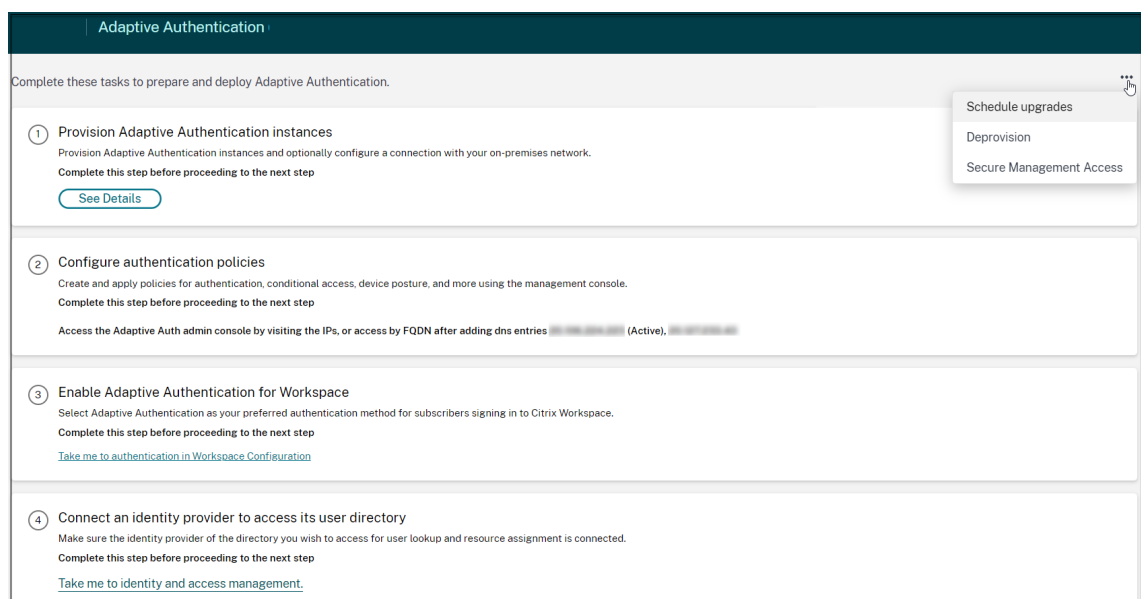 Adaptive Authentication
Complete these tasks to prepare and deploy Adaptive Authentication.
Schedule upgrades
Deprovision
Secure Management Access
1 Provision Adaptive Authentication instances
Provision Adaptive Authentication instances and optionally configure a connection with your on-premises network.
Complete this step before proceeding to the next step
See Details
2 Configure authentication policies
Create and apply policies for authentication, conditional access, device posture, and more using the management console.
Complete this step before proceeding to the next step
Access the Adaptive Auth admin console by visiting the IPs, or access by FQDN after adding dns entries (Active),
3 Enable Adaptive Authentication for Workspace
Select Adaptive Authentication as your preferred authentication method for subscribers signing in to Citrix Workspace.
Complete this step before proceeding to the next step
Take me to authentication in Workspace Configuration
4 Connect an identity provider to access its user directory
Make sure the identity provider of the directory you wish to access for user lookup and resource assignment is connected.
Complete this step before proceeding to the next step
Take me to identity and access management.